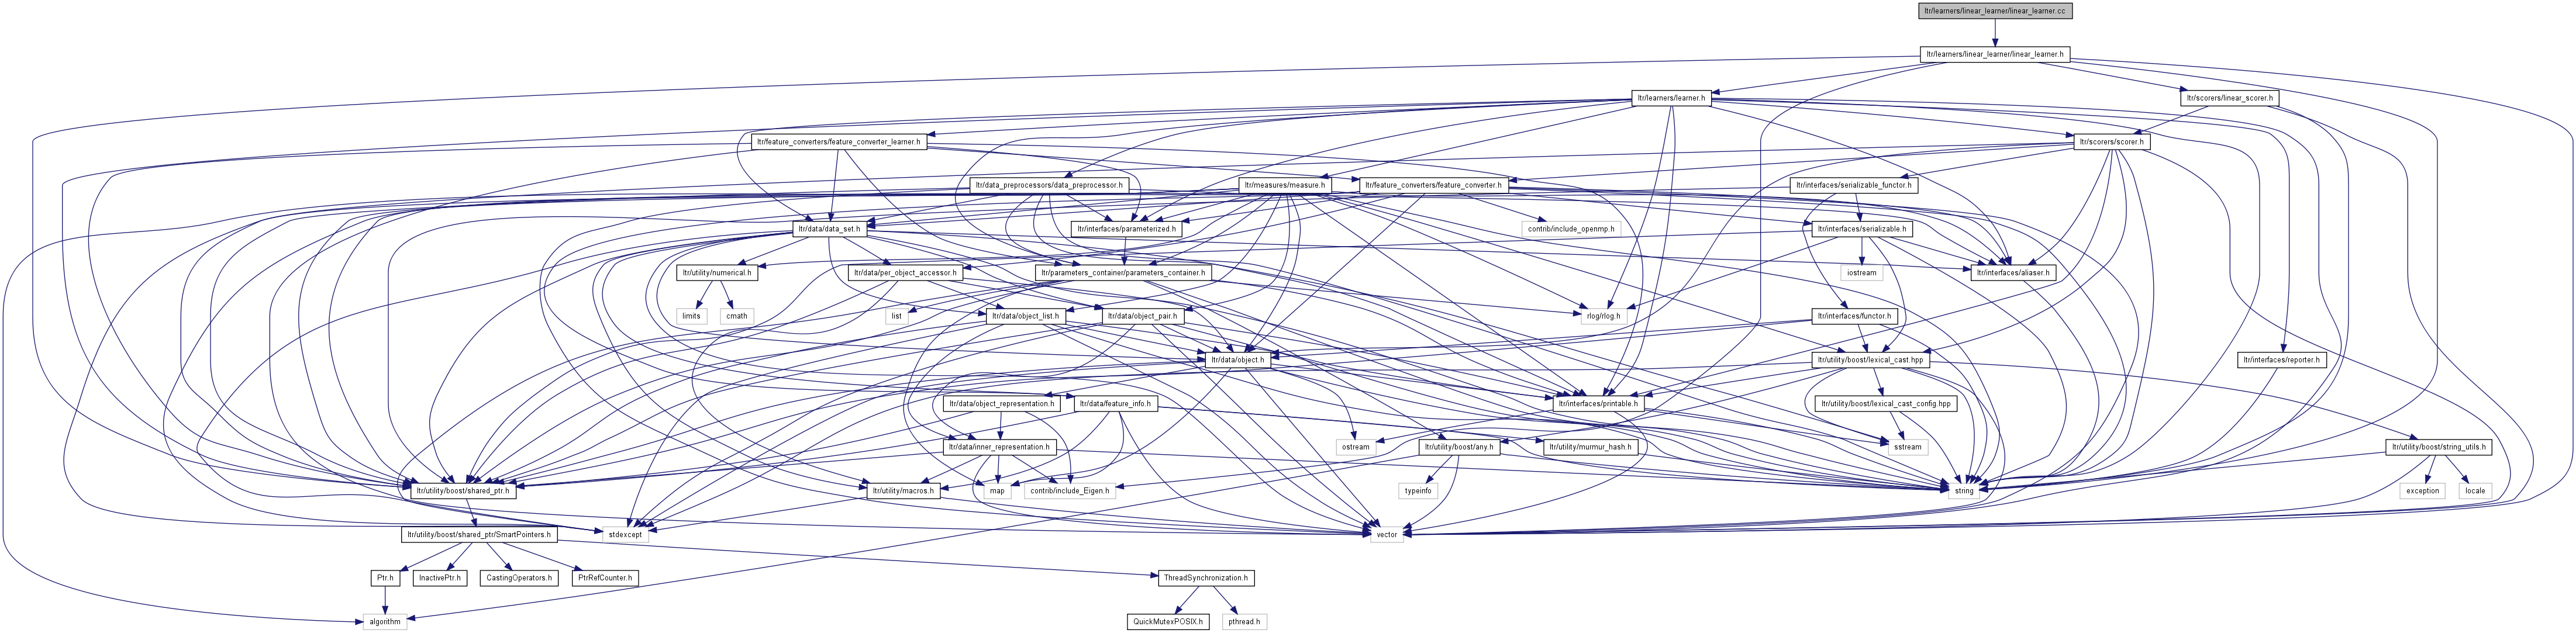 ltr/learners/linear_learner/linear_learner.cc
ltr/learners/linear_learner/linear_learner.h
ltr/learners/learner.h
ltr/scorers/linear_scorer.h
ltr/feature_converters/feature_converter_learner.h
ltr/scorers/scorer.h
ltr/data_preprocessors/data_preprocessor.h
ltr/measures/measure.h
ltr/feature_converters/feature_converter.h
ltr/interfaces/serializable_functor.h
ltr/data/data_set.h
ltr/interfaces/parameterized.h
contrib/include_openmp.h
ltr/interfaces/serializable.h
ltr/utility/numerical.h
ltr/data/per_object_accessor.h
ltr/parameters_container/parameters_container.h
iostream
ltr/interfaces/aliaser.h
limits
cmath
list
ltr/data/object_list.h
ltr/data/object_pair.h
rlog/rlog.h
ltr/interfaces/functor.h
ltr/data/object.h
ltr/utility/boost/lexical_cast.hpp
ltr/interfaces/reporter.h
ltr/data/object_representation.h
ltr/data/feature_info.h
ltr/interfaces/printable.h
ltr/utility/boost/lexical_cast_config.hpp
ltr/data/inner_representation.h
ostream
ltr/utility/boost/any.h
ltr/utility/murmur_hash.h
sstream
ltr/utility/boost/string_utils.h
ltr/utility/boost/shared_ptr.h
ltr/utility/macros.h
map
contrib/include_Eigen.h
typeinfo
string
exception
locale
ltr/utility/boost/shared_ptr/SmartPointers.h
stdexcept
vector
Ptr.h
InactivePtr.h
CastingOperators.h
PtrRefCounter.h
ThreadSynchronization.h
algorithm
QuickMutexPOSIX.h
pthread.h